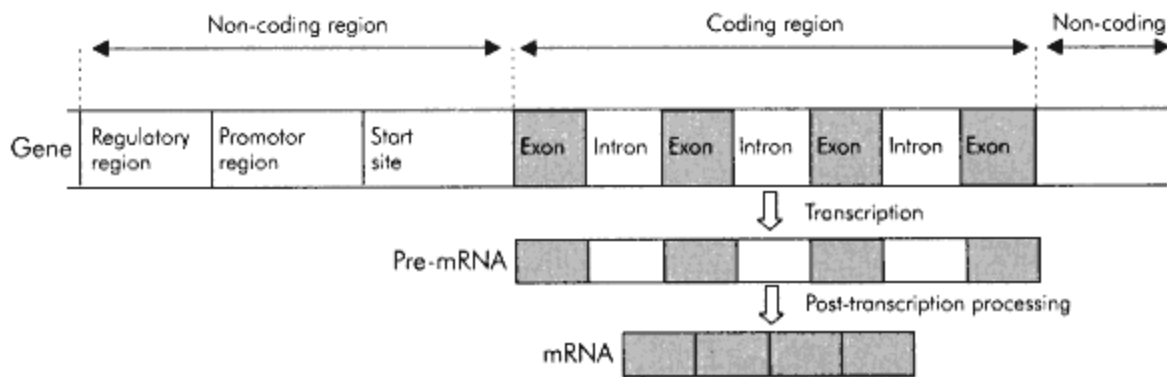 Non-coding region
Coding region
Non-coding
Gene
Regulatory
region
Promotor
region
Start
site
Exon
Intron
Exon
Intron
Exon
Intron
Exon
Transcription
Pre-mRNA
Post-transcription processing
mRNA